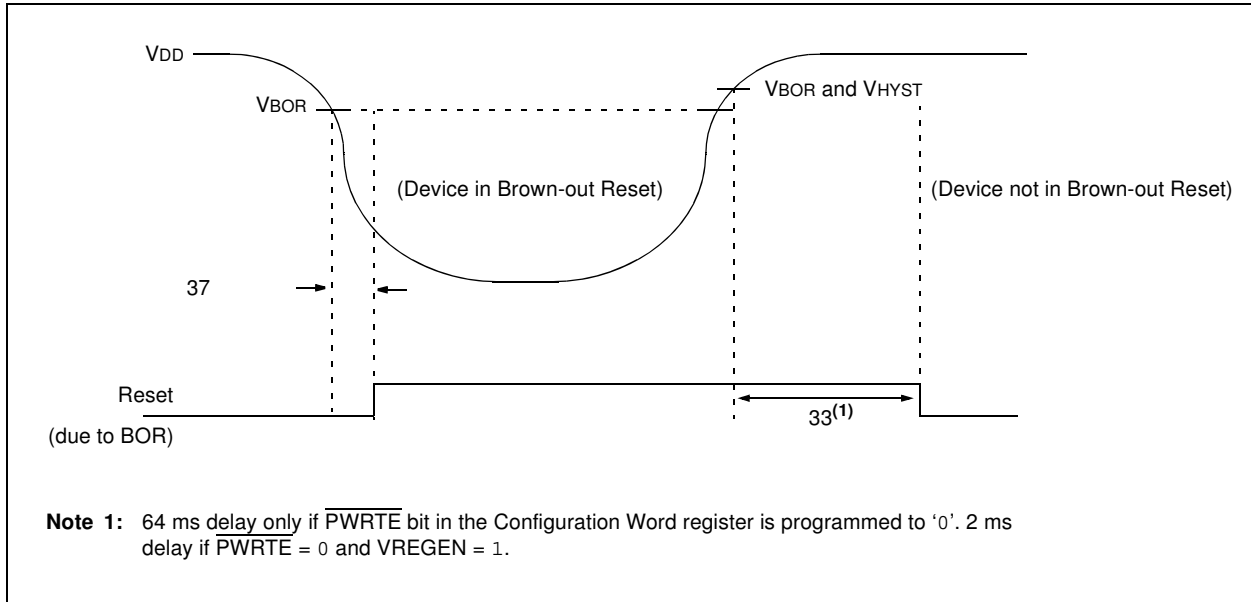 VDD
VBOR and VHYST
VBOR
(Device in Brown-out Reset)
(Device not in Brown-out Reset)
37
Reset
33(1)
(due to BOR)
Note 1: 64 ms delay only if PWRTE bit in the Configuration Word register is programmed to ‘0’. 2 ms
delay if PWRTE = 0 and VREGEN = 1.